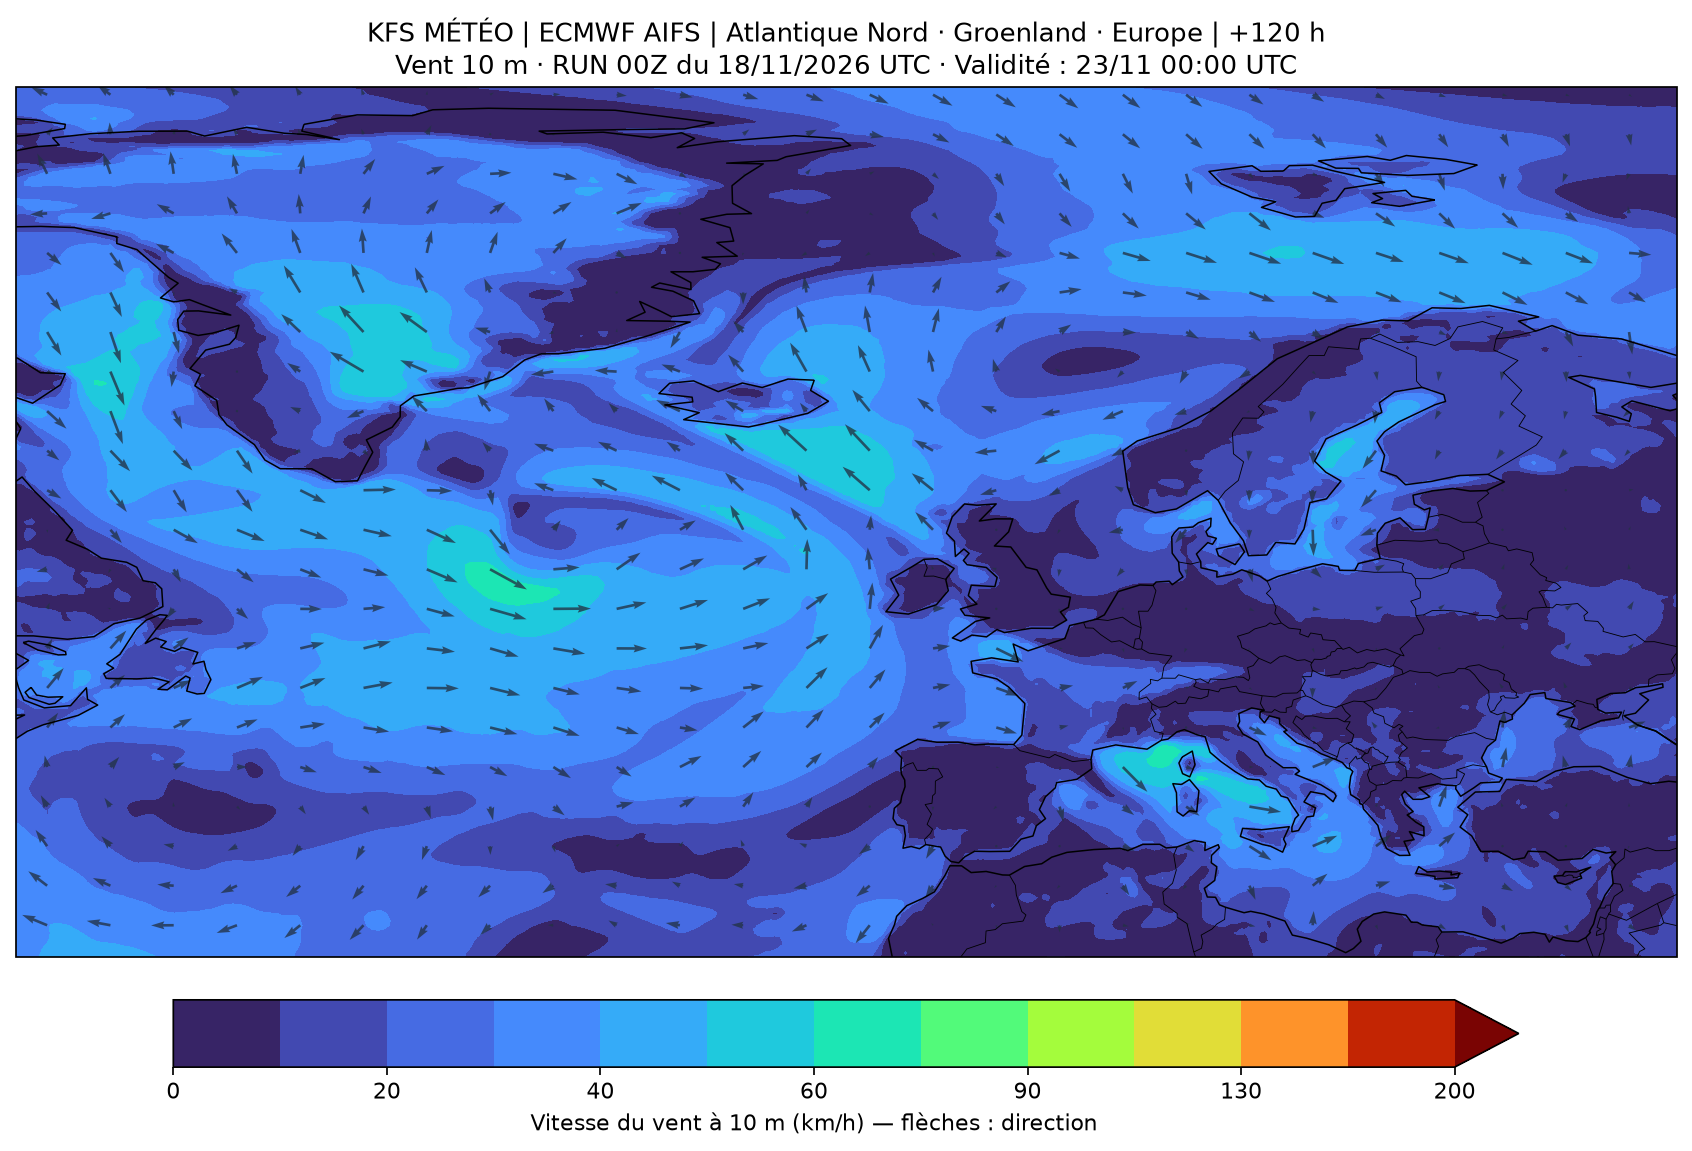 KFS MÉTÉO | ECMWF AIFS | Atlantique Nord · Groenland · Europe | +120 h
Vent 10 m · RUN 00Z du 18/11/2026 UTC · Validité : 23/11 00:00 UTC
0 20 40 60 90 130 200
Vitesse du vent à 10 m (km/h) — flèches : direction